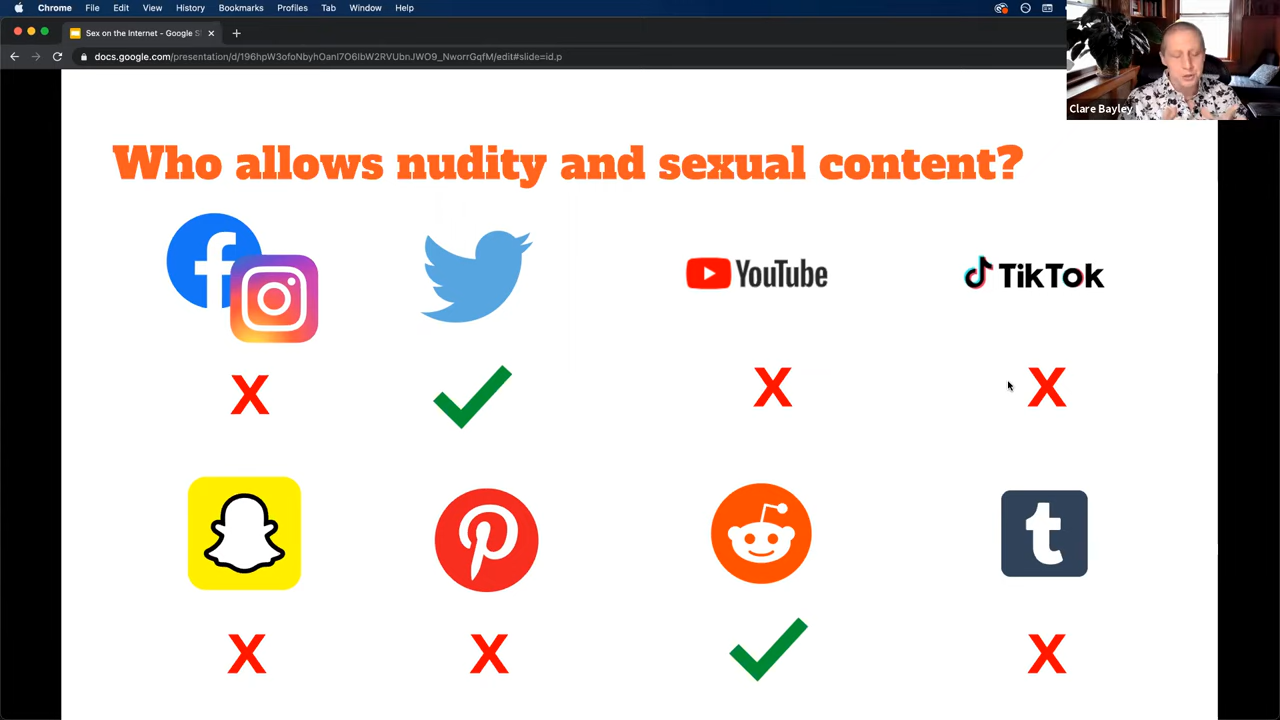 Chrome File Edit View History Bookmarks Profiles Tab Window Help
Sex on the Internet - Google S
docs.google.com/presentation/d/196hpW3ofoNbyhOanI7O6IbW2RVUbnJWO9_NworrGqfM/edit#slide=id.p
Clare Bayley
Who allows nudity and sexual content?
YouTube
TikTok
X
X
X
X
X
X